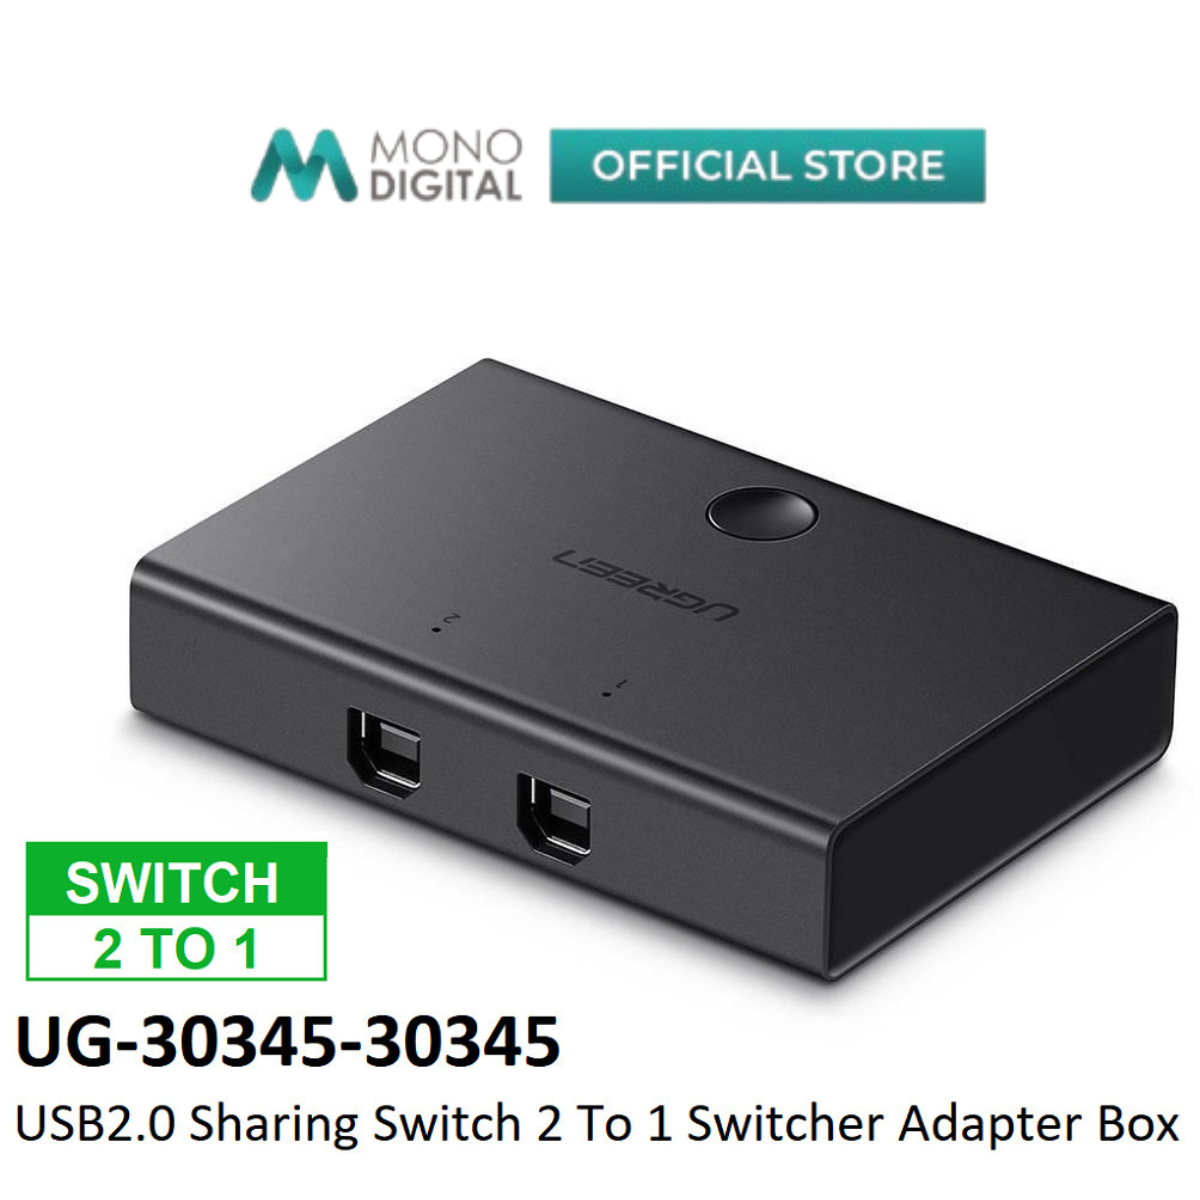 MONO
DIGITAL
OFFICIAL STORE
UGREEN
2
1
SWITCH
2 TO 1
UG-30345-30345
USB2.0 Sharing Switch 2 To 1 Switcher Adapter Box